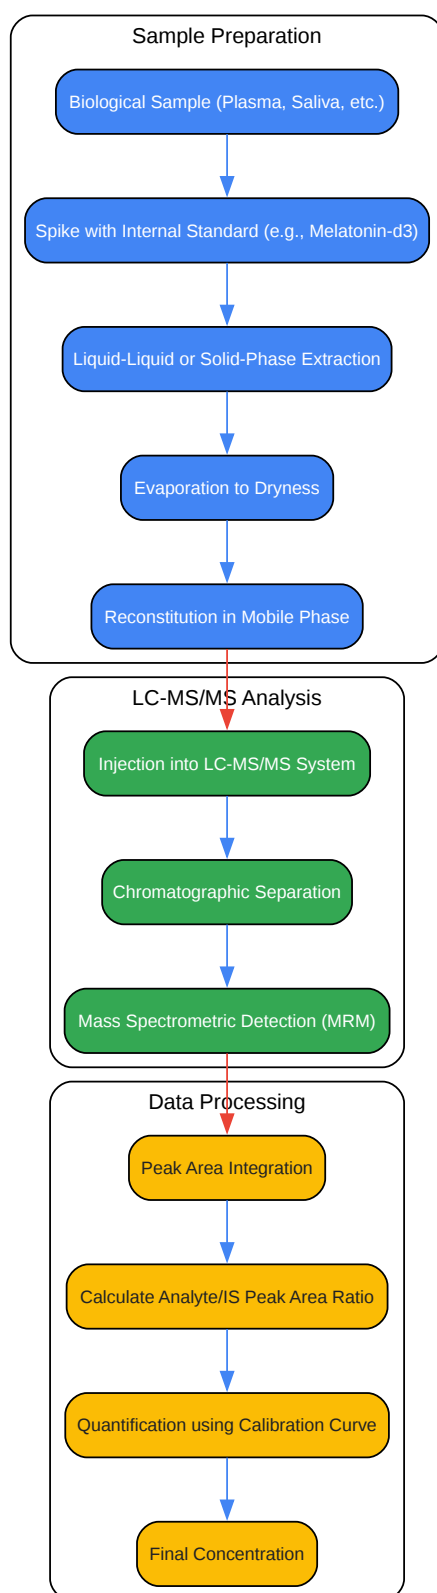 Sample Preparation
Biological Sample (Plasma, Saliva, etc.)
Spike with Internal Standard (e.g., Melatonin-d3)
Liquid-Liquid or Solid-Phase Extraction
Evaporation to Dryness
Reconstitution in Mobile Phase
LC-MS/MS Analysis
Injection into LC-MS/MS System
Chromatographic Separation
Mass Spectrometric Detection (MRM)
Data Processing
Peak Area Integration
Calculate Analyte/IS Peak Area Ratio
Quantification using Calibration Curve
Final Concentration